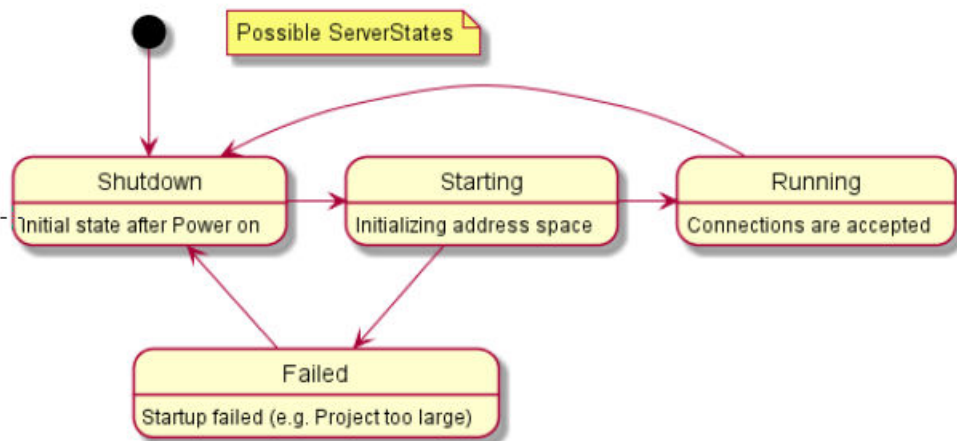 Possible ServerStates
Shutdown
Initial state after Power on
Starting
Initializing address space
Running
Connections are accepted
Failed
Startup failed (e.g. Project too large)